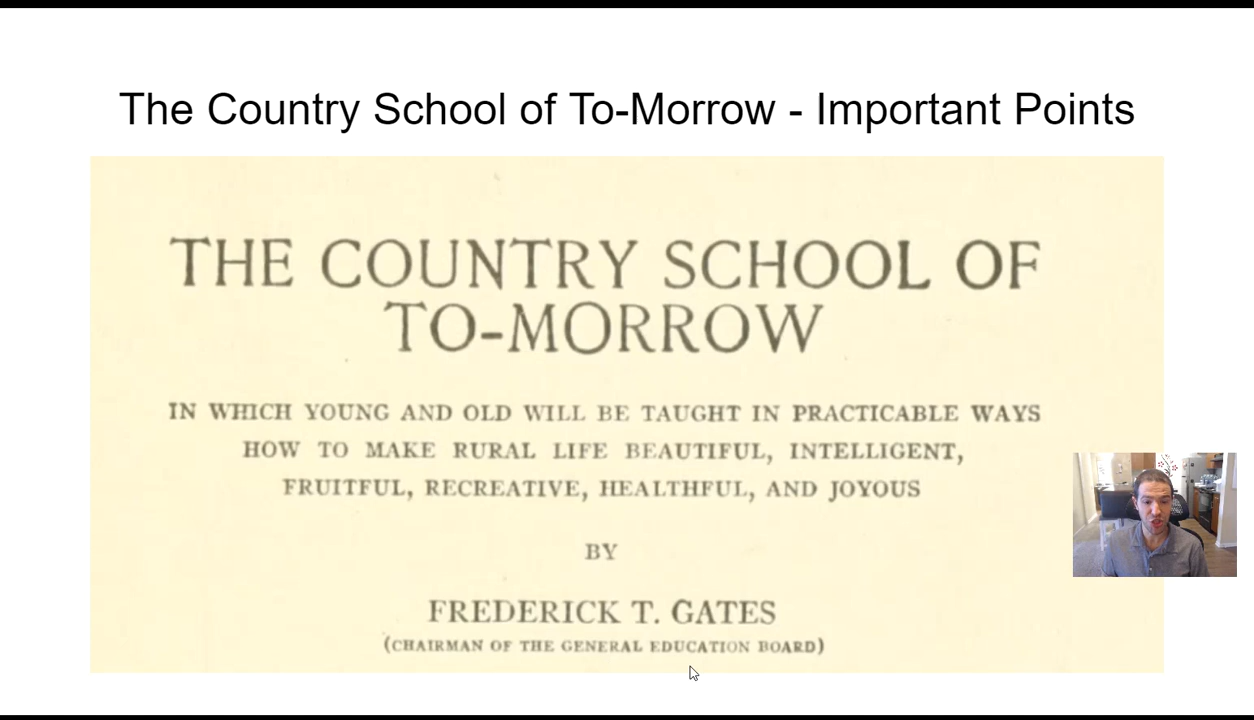 The Country School of To-Morrow - Important Points
THE COUNTRY SCHOOL OF
TO-MORROW
IN WHICH YOUNG AND OLD WILL BE TAUGHT IN PRACTICABLE WAYS
HOW TO MAKE RURAL LIFE BEAUTIFUL, INTELLIGENT,
FRUITFUL, RECREATIVE, HEALTHFUL, AND JOYOUS
BY
FREDERICK T. GATES
(CHAIRMAN OF THE GENERAL EDUCATION BOARD)